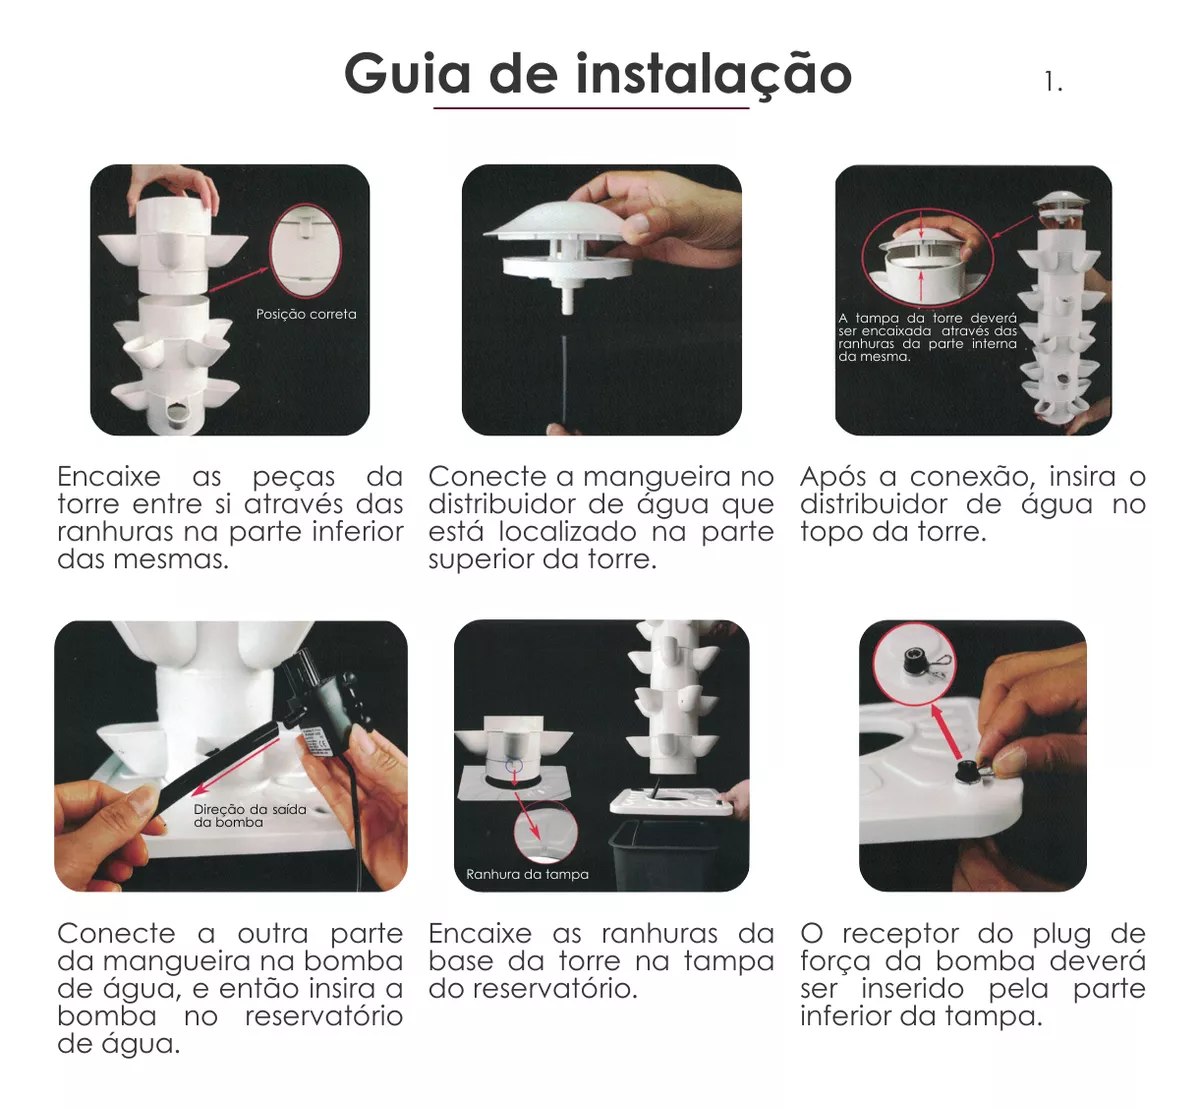 Guia de instalação
1.
Posição correta
A tampa da torre deverá
ser encaixada através das
ranhuras da parte interna
da mesma.
Encaixe as peças da
torre entre si através das
ranhuras na parte inferior
das mesmas.
Conecte a mangueira no
distribuidor de água que
está localizado na parte
superior da torre.
Após a conexão, insira o
distribuidor de água no
topo da torre.
Direção da saída
da bomba
Ranhura da tampa
Conecte a outra parte
da mangueira na bomba
de água, e então insira a
bomba no reservatório
de água.
Encaixe as ranhuras da
base da torre na tampa
do reservatório.
O receptor do plug de
força da bomba deverá
ser inserido pela parte
inferior da tampa.